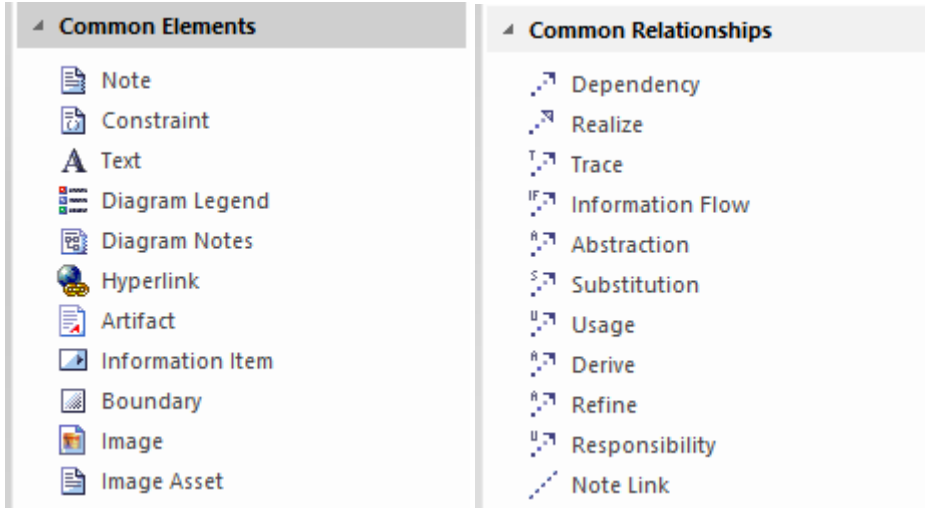 Common Elements
Note
Constraint
Text
Diagram Legend
Diagram Notes
Hyperlink
Artifact
Information Item
Boundary
Image
Image Asset
Common Relationships
Dependency
Realize
T
Trace
IF
Information Flow
A
Abstraction
S
Substitution
U
Usage
A
Derive
A
Refine
U
Responsibility
Note Link